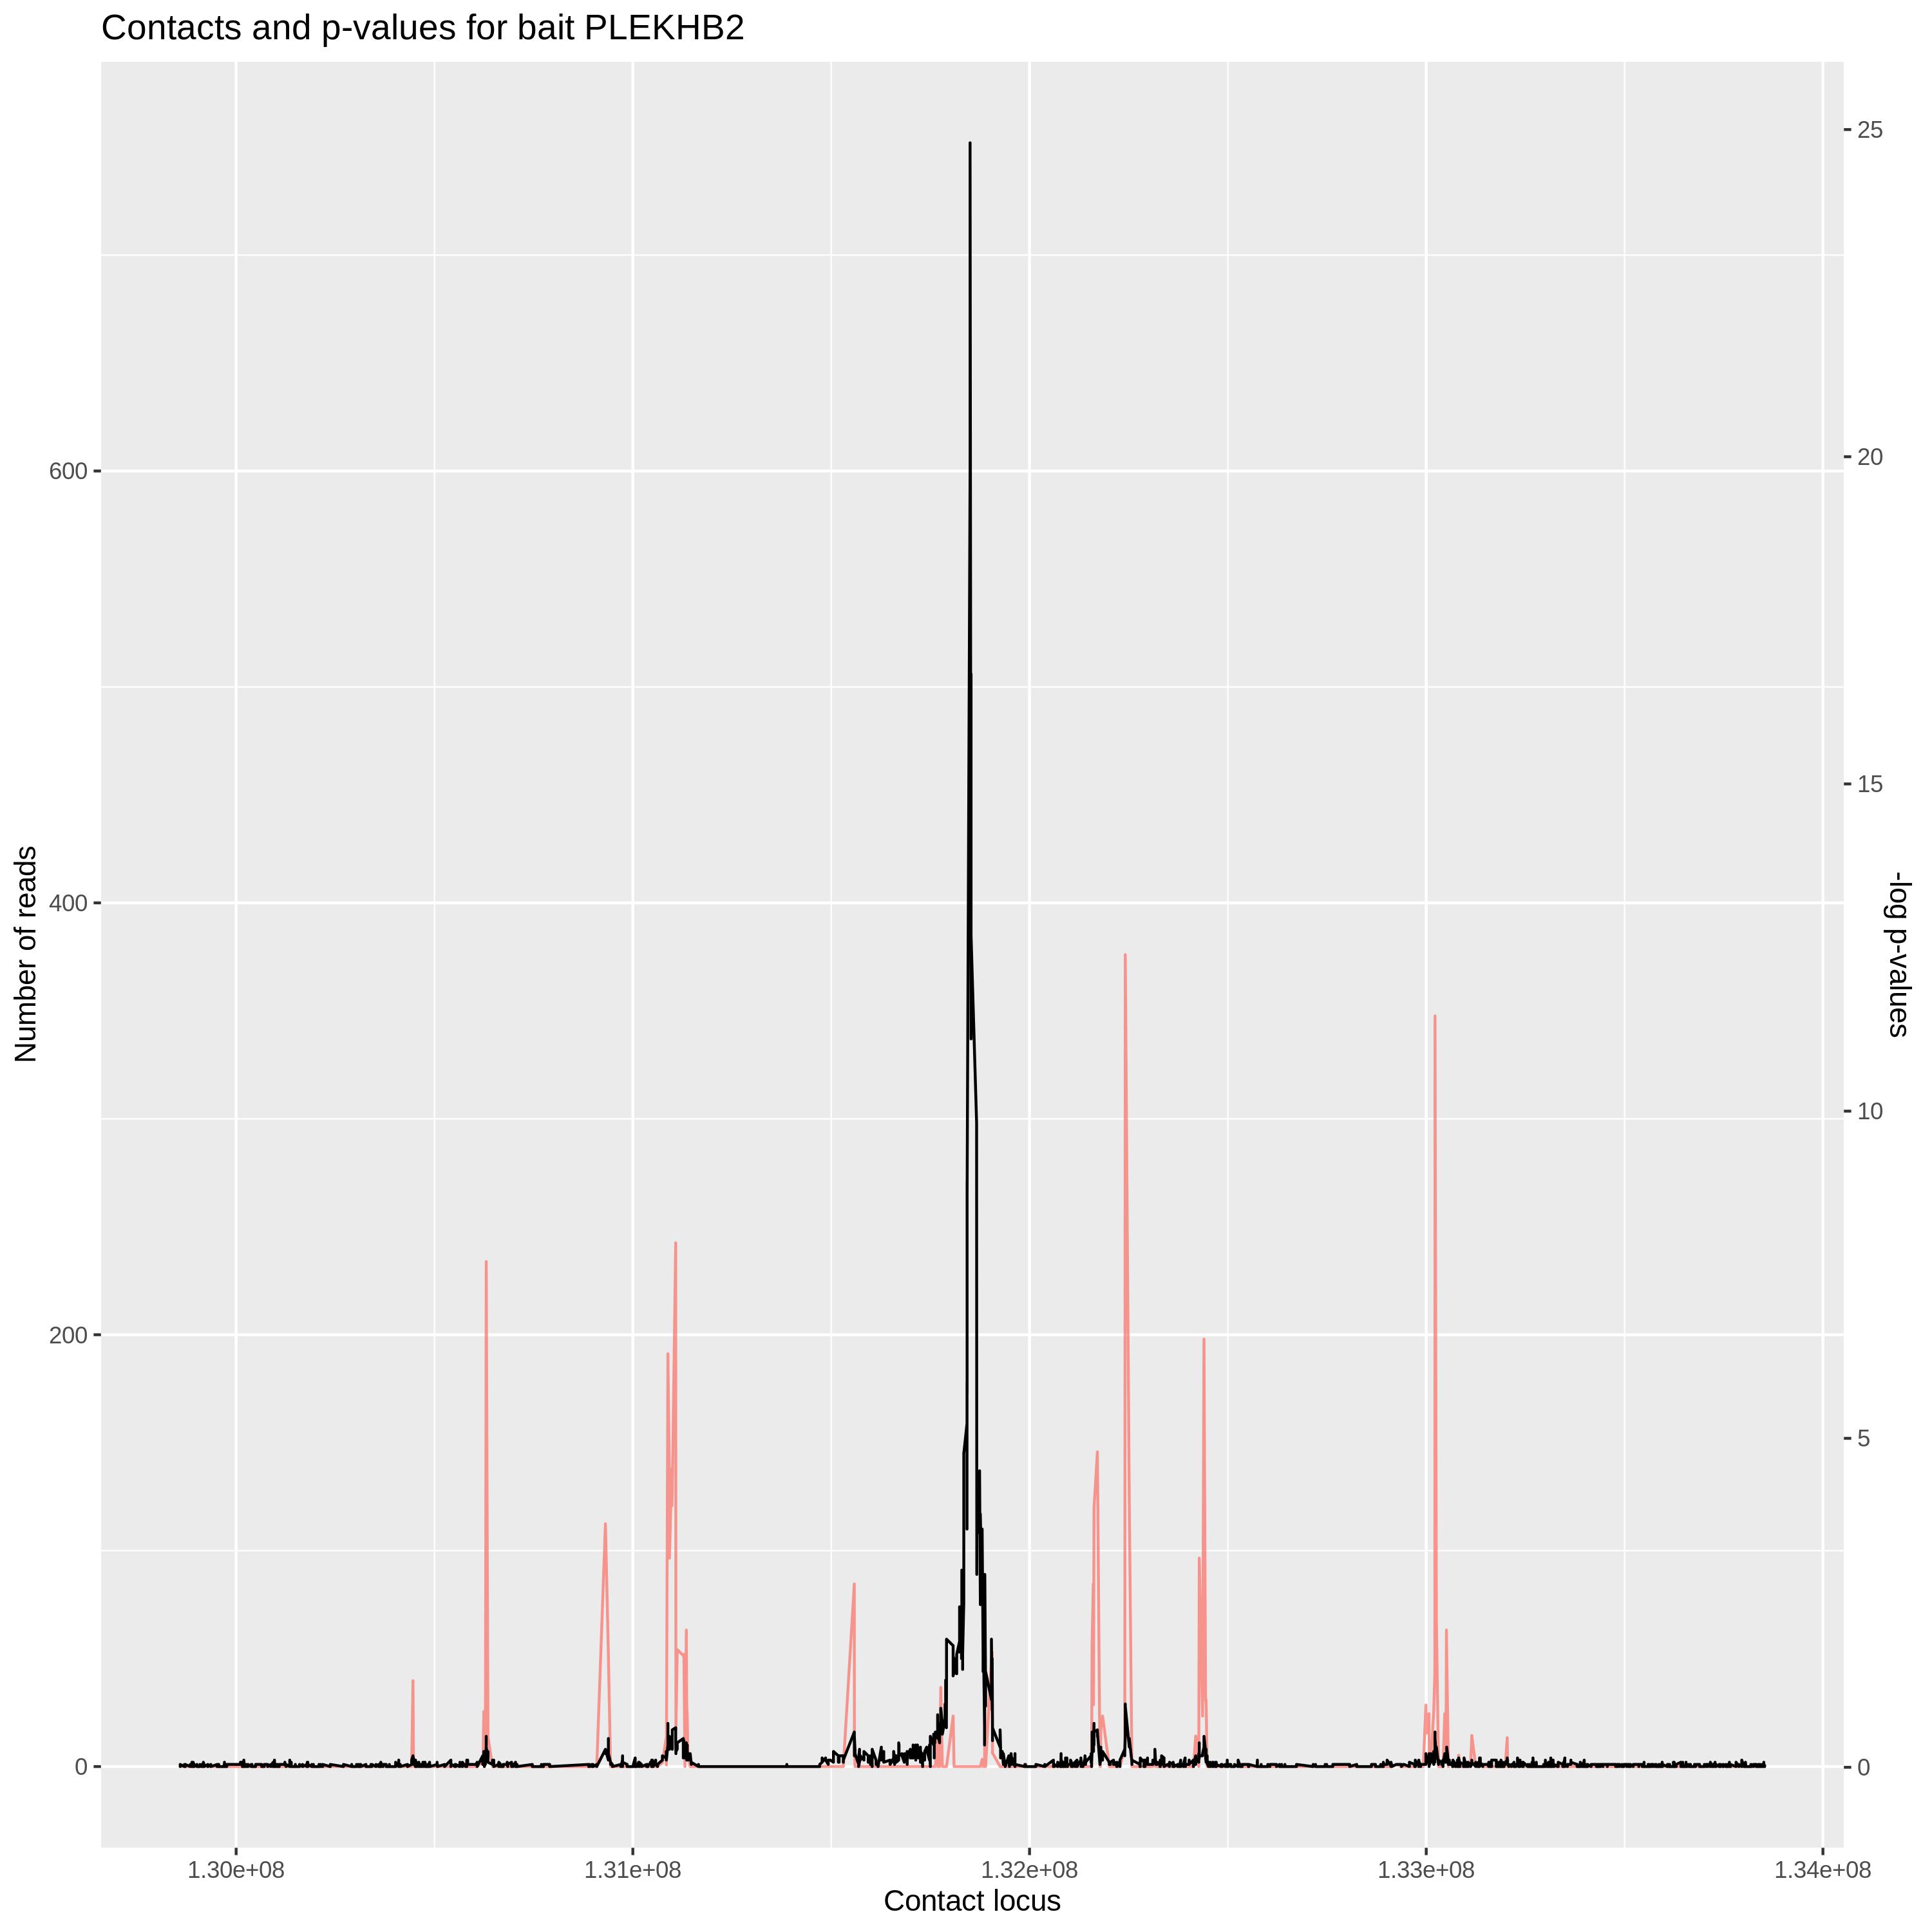 Contacts and p-values for bait PLEKHB2
Number of reads
600
400
200
0
25
20
15
10
5
0
-log p-values
1.30e+08
1.31e+08
1.32e+08
1.33e+08
1.34e+08
Contact locus